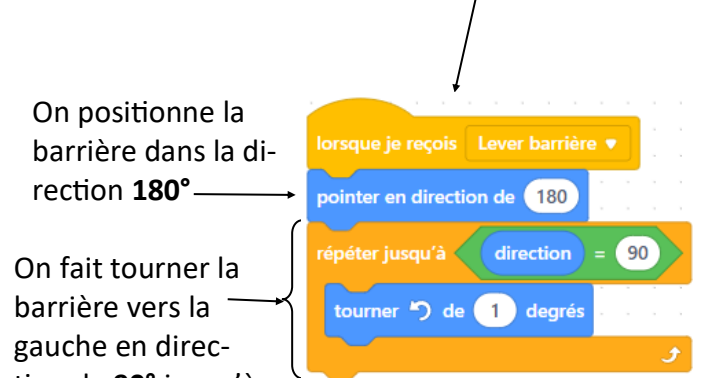 On positionne la
barrière dans la di-
rection 180°
lorsque je reçois Lever barrière
pointer en direction de 180
répéter jusqu'à direction = 90
tourner de 1 degrés
On fait tourner la
barrière vers la
gauche en direc-